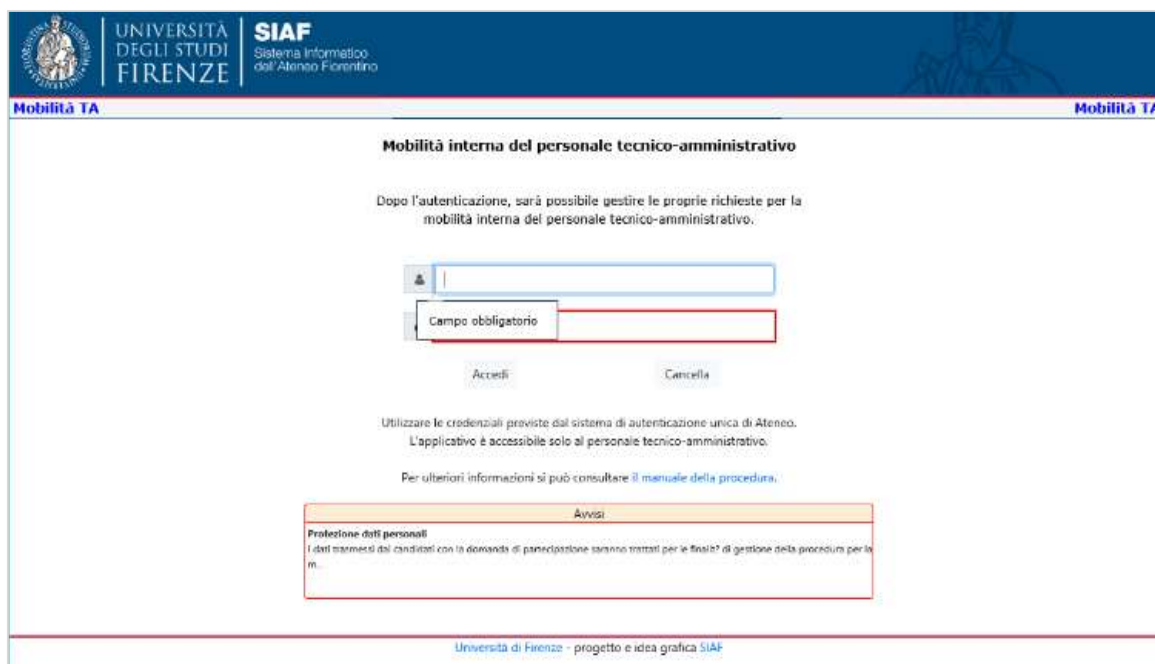 UNIVERSITÀ
DEGLI STUDI
FIRENZE
SIAF
Sistema Informatico
dell'Ateneo Fiorentino
Mobilità TA
Mobilità TA
Mobilità interna del personale tecnico-amministrativo
Dopo l'autenticazione, sarà possibile gestire le proprie richieste per la
mobilità interna del personale tecnico-amministrativo.
Campo obbligatorio
Accedi
Cancella
Utilizzare le credenziali previste dal sistema di autenticazione unica di Ateneo.
L'applicativo è accessibile solo al personale tecnico-amministrativo.
Per ulteriori informazioni si può consultare il manuale della procedura.
Avvisi
Protezione dati personali
I dati trasmessi dai candidati con la domanda di partecipazione saranno trattati per le finalit? di gestione della procedura per la
m...
Università di Firenze - progetto e idea grafica SIAF